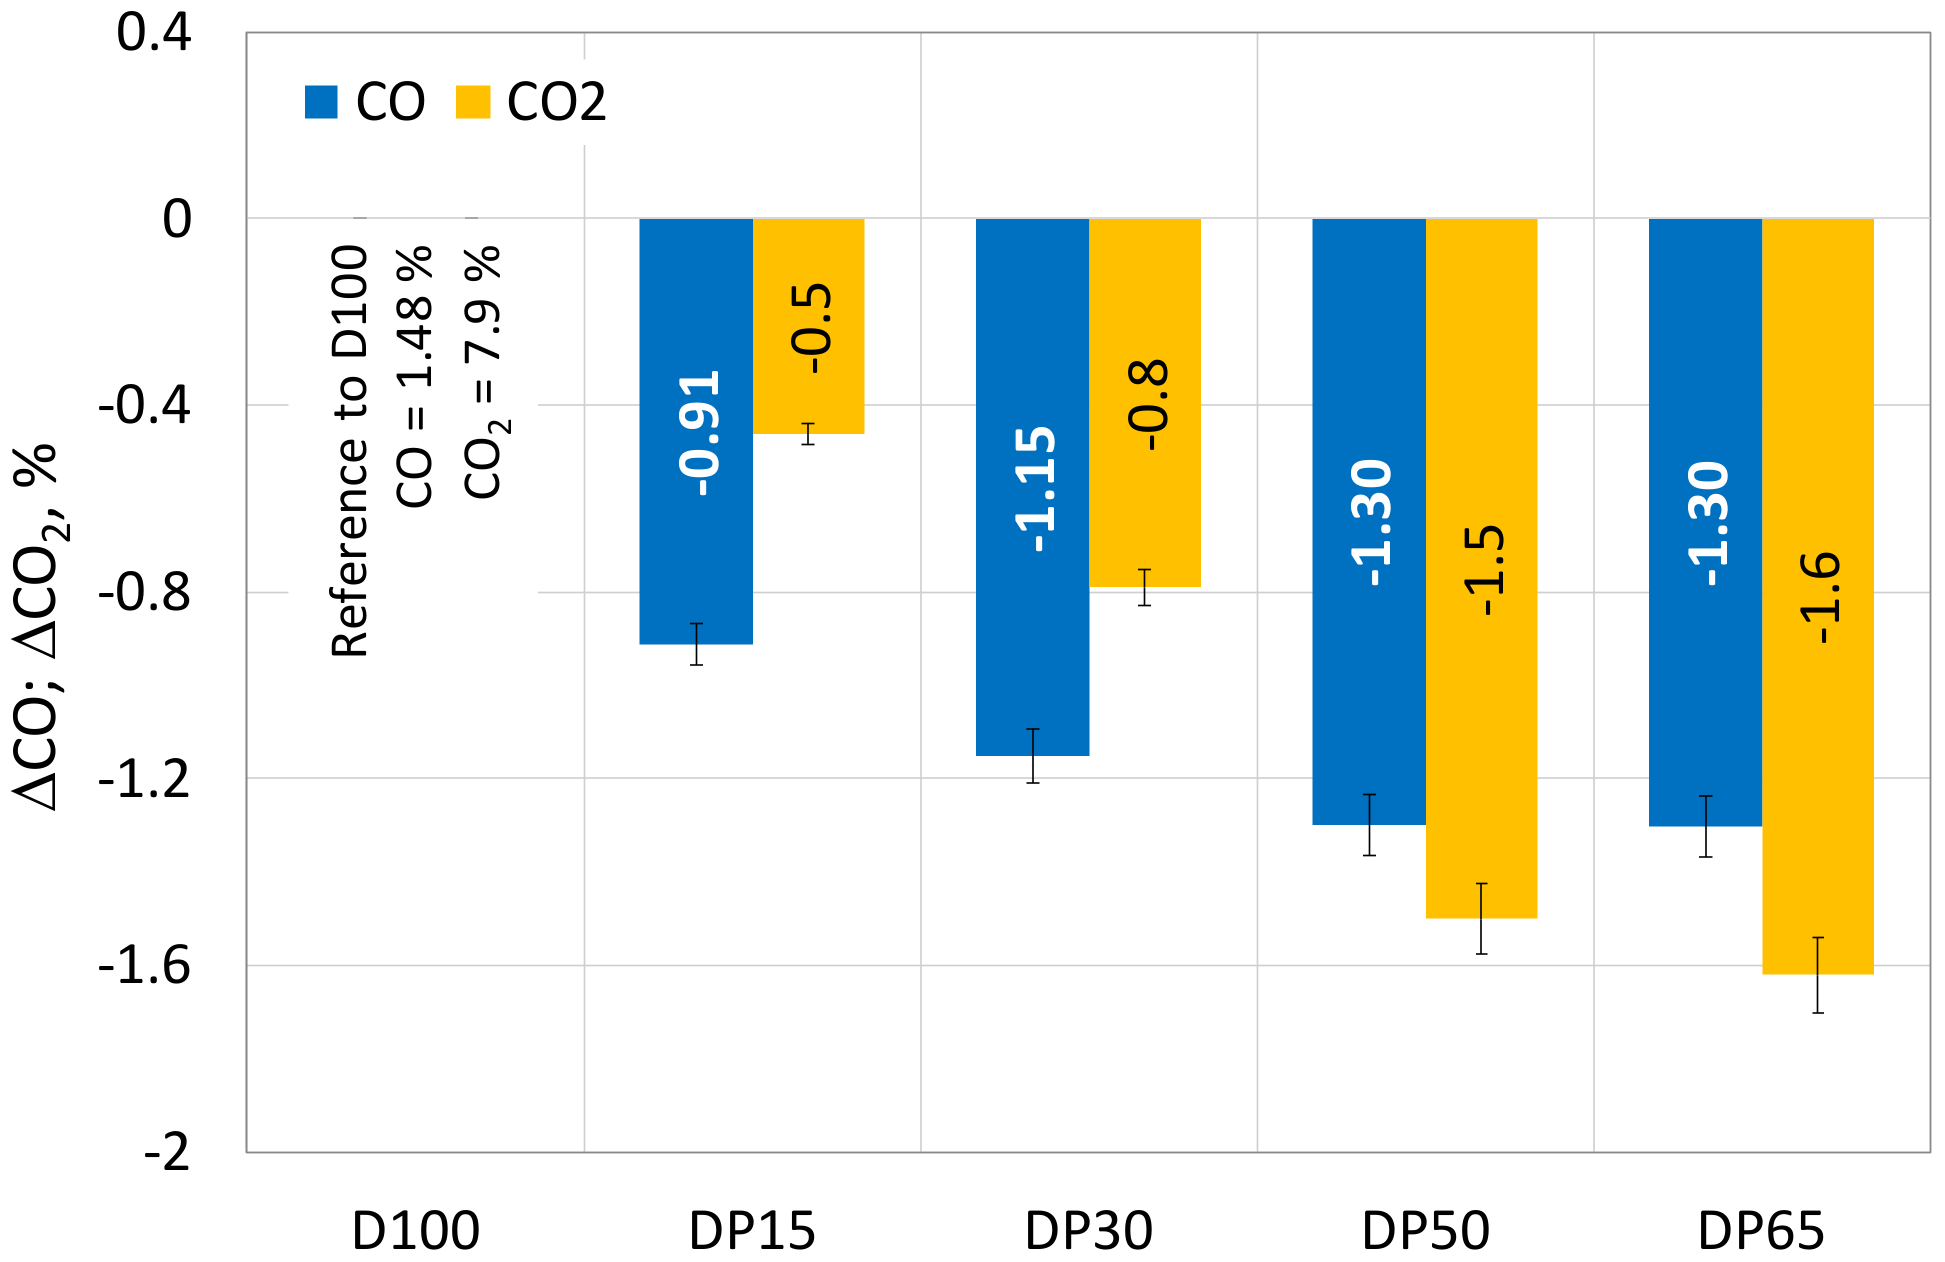 0.4
0
-0.4
-0.8
-1.2
-1.6
-2
ΔCO; ΔCO₂, %
CO CO2
Reference to D100
CO = 1.48 %
CO₂ = 7.9 %
-0.91
-0.5
-1.15
-0.8
-1.30
-1.5
-1.30
-1.6
D100 DP15 DP30 DP50 DP65